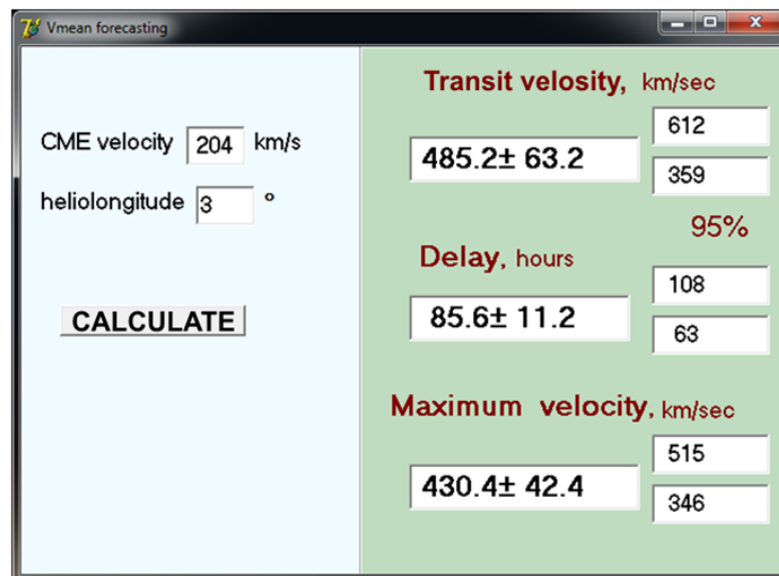 Vmean forecasting
CME velocity 204 km/s
heliolongitude 3 °
CALCULATE
Transit velosity, km/sec
485.2± 63.2
612
359
95%
Delay, hours
85.6± 11.2
108
63
Maximum velocity, km/sec
430.4± 42.4
515
346